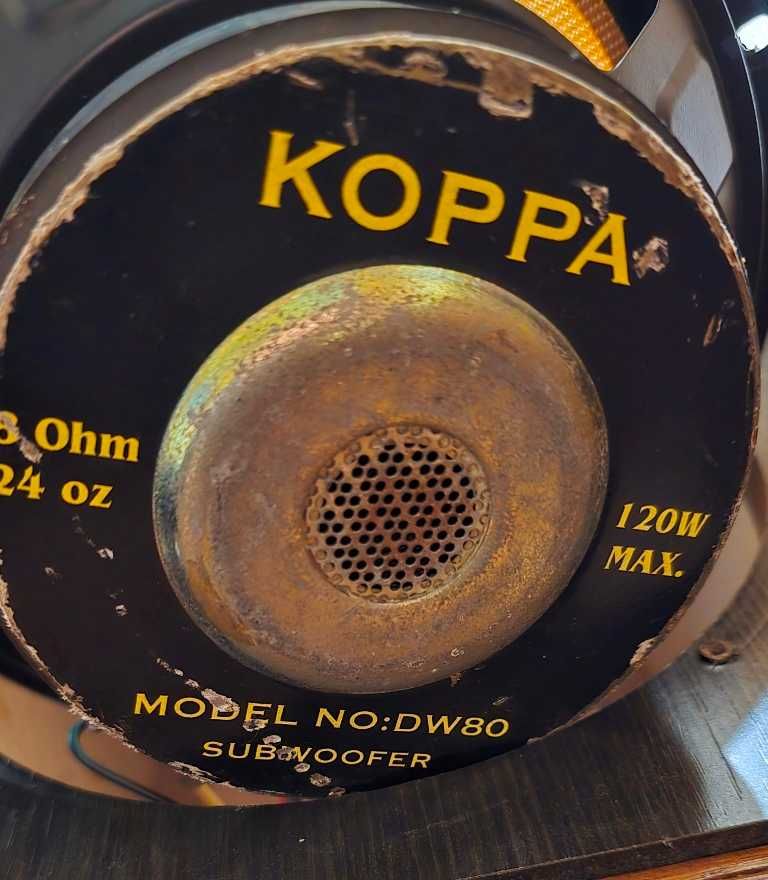 KOPPA
8 Ohm
24 oz
120W
MAX.
MODEL NO:DW80
SUBWOOFER